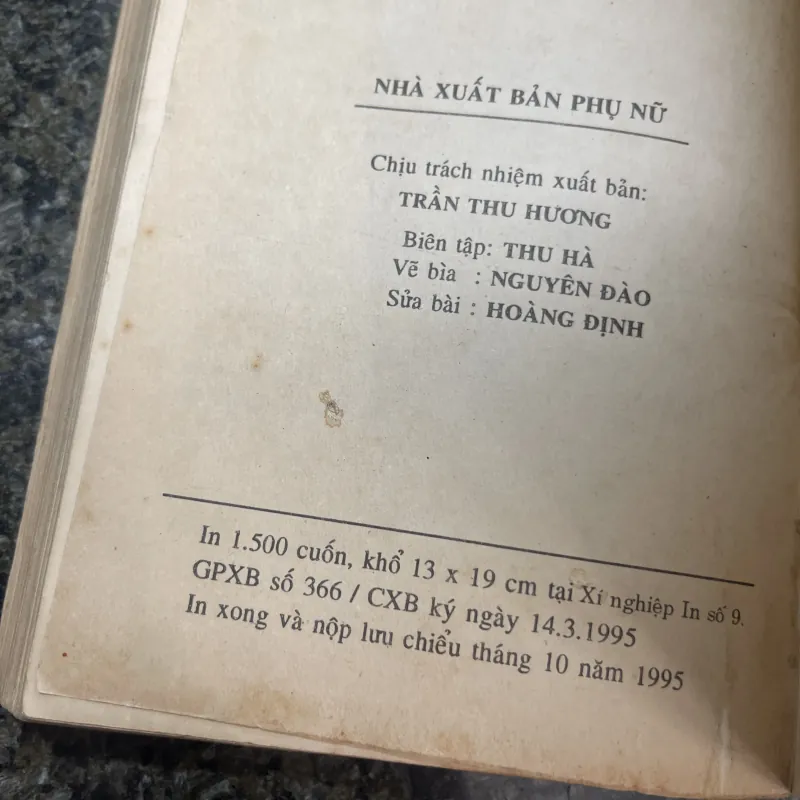 NHÀ XUẤT BẢN PHỤ NỮ
Chịu trách nhiệm xuất bản:
TRẦN THU HƯƠNG
Biên tập: THU HÀ
Vẽ bìa : NGUYÊN ĐÀO
Sửa bài : HOÀNG ĐỊNH
In 1.500 cuốn, khổ 13 x 19 cm tại Xí nghiệp In số 9.
GPXB số 366 / CXB ký ngày 14.3.1995
In xong và nộp lưu chiểu tháng 10 năm 1995